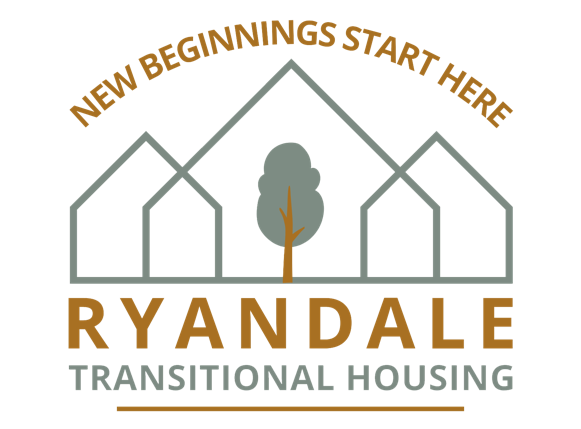 NEW BEGINNINGS START HERE
RYANDALE
TRANSITIONAL HOUSING